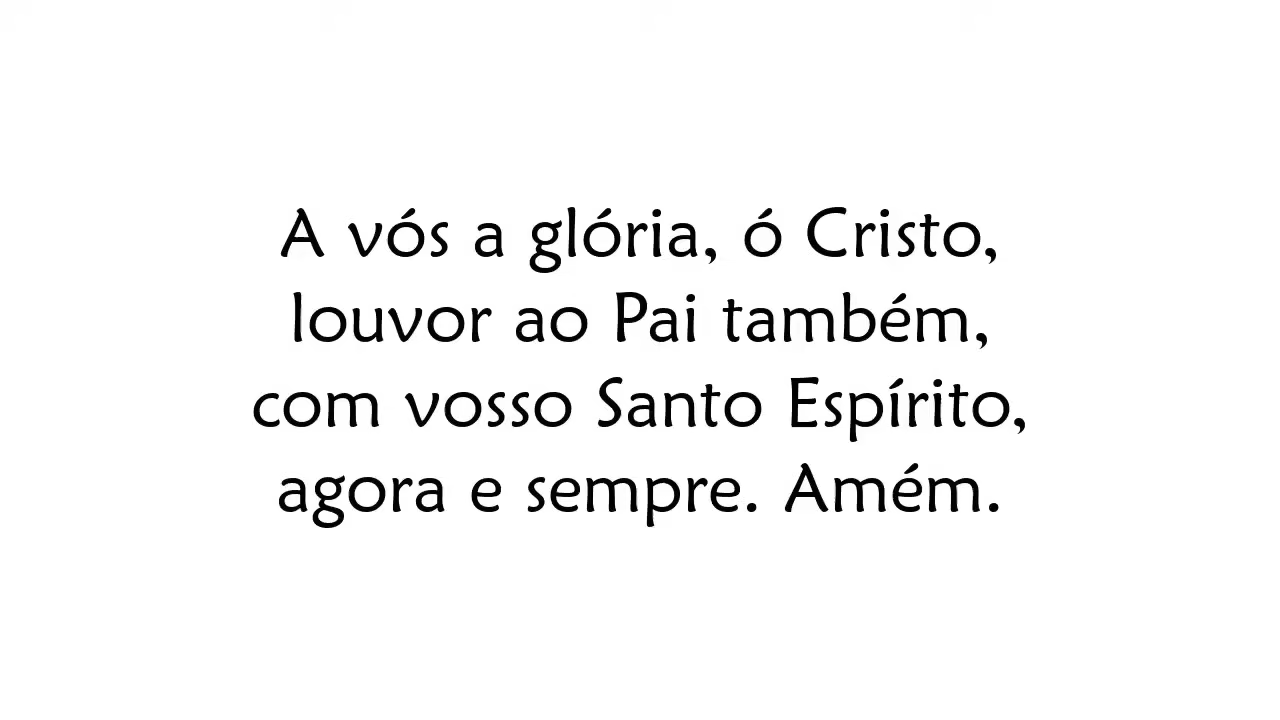 A vós a glória, ó Cristo,
louvor ao Pai também,
com vosso Santo Espírito,
agora e sempre. Amém.